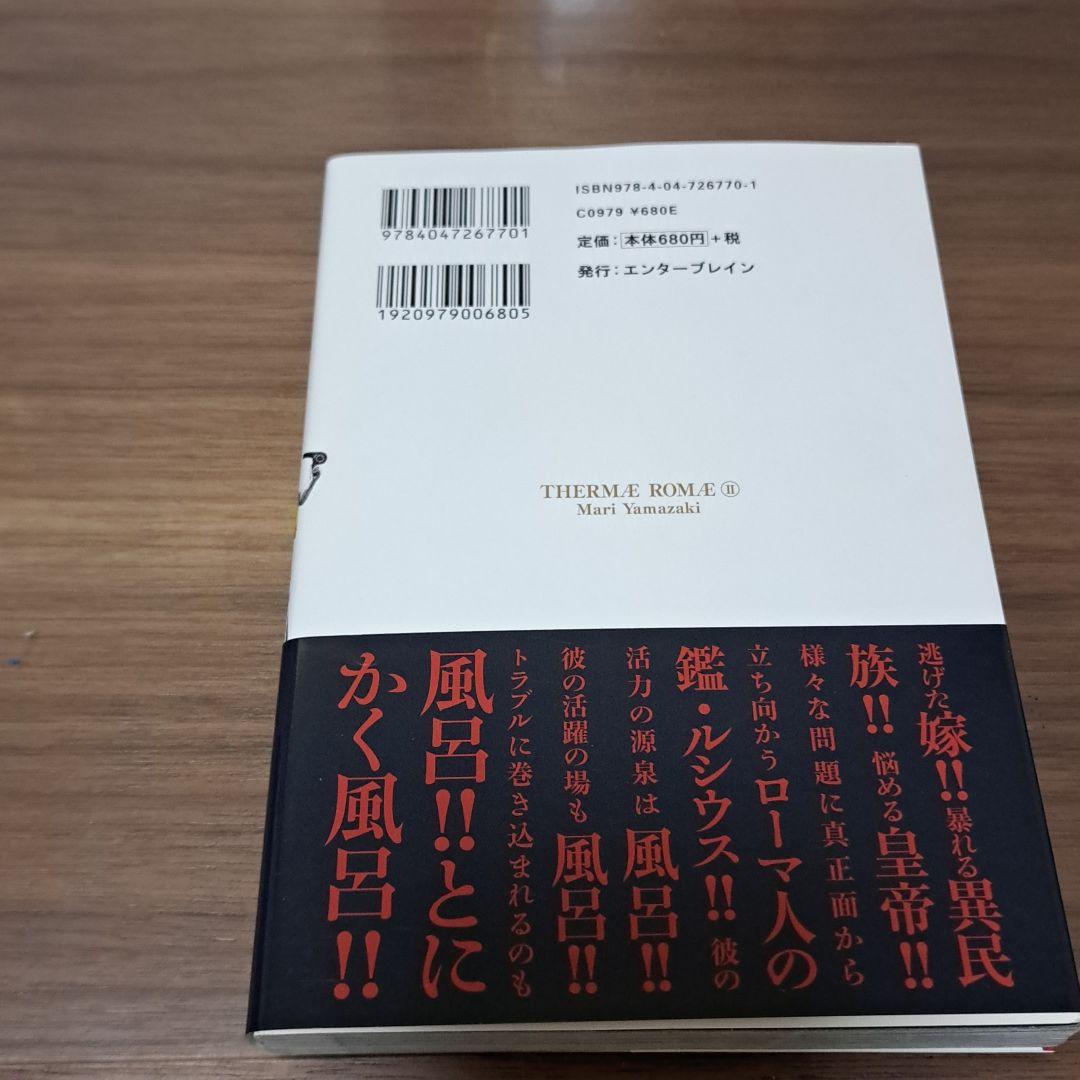 9784047267701
1920979006805
ISBN978-4-04-726770-1
C0979 ¥680E
定価：本体680円＋税
発行：エンターブレイン
THERMÆ ROMÆ Ⅱ
Mari Yamazaki
逃げた嫁!!暴れる異民
族!!悩める皇帝!!
様々な問題に真正面から
立ち向かうローマ人の
鑑・ルシウス!!彼の
活力の源泉は風呂!!
彼の活躍の場も風呂!!
トラブルに巻き込まれるのも
風呂!!とに
かく風呂!!